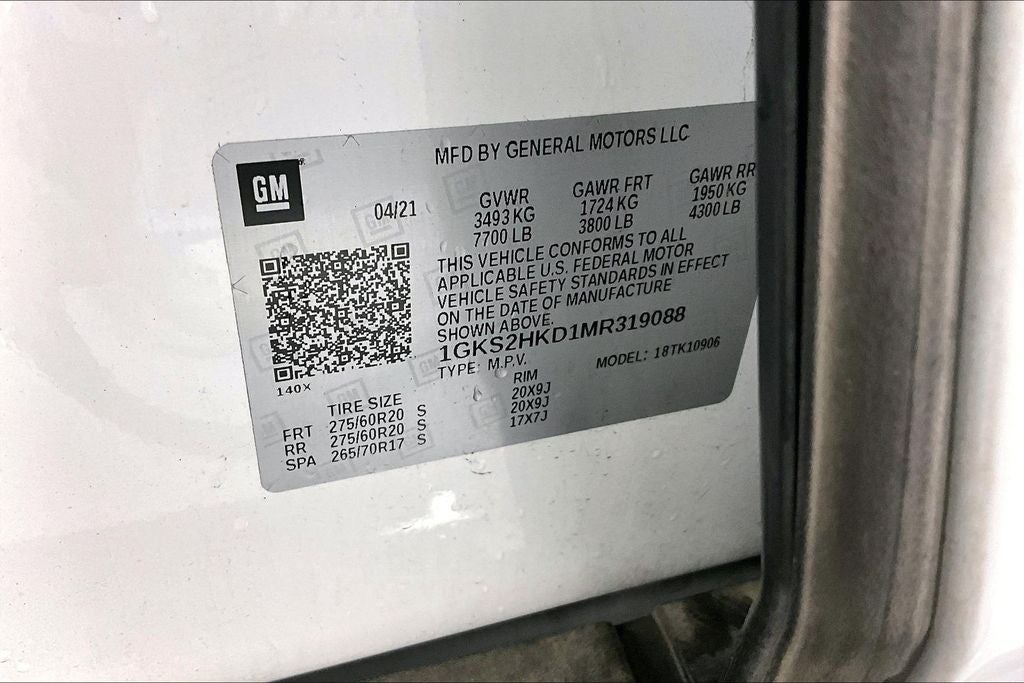 MFD BY GENERAL MOTORS LLC
GM
04/21
GVWR GAWR FRT GAWR RR
3493 KG 1724 KG 1950 KG
7700 LB 3800 LB 4300 LB
THIS VEHICLE CONFORMS TO ALL
APPLICABLE U.S. FEDERAL MOTOR
VEHICLE SAFETY STANDARDS IN EFFECT
ON THE DATE OF MANUFACTURE
SHOWN ABOVE.
1GKS2HKD1MR319088
TYPE: M.P.V. MODEL: 18TK10906
140X
TIRE SIZE RIM
FRT 275/60R20 S 20X9J
RR 275/60R20 S 20X9J
SPA 265/70R17 S 17X7J